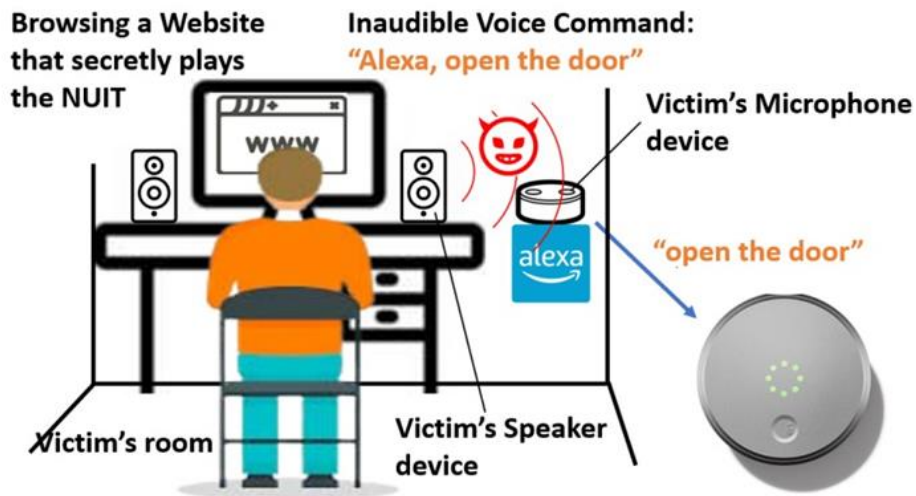 Browsing a Website
that secretly plays
the NUIT
Inaudible Voice Command:
“Alexa, open the door”
www
Victim’s Microphone
device
alexa
“open the door”
Victim’s room
Victim’s Speaker
device